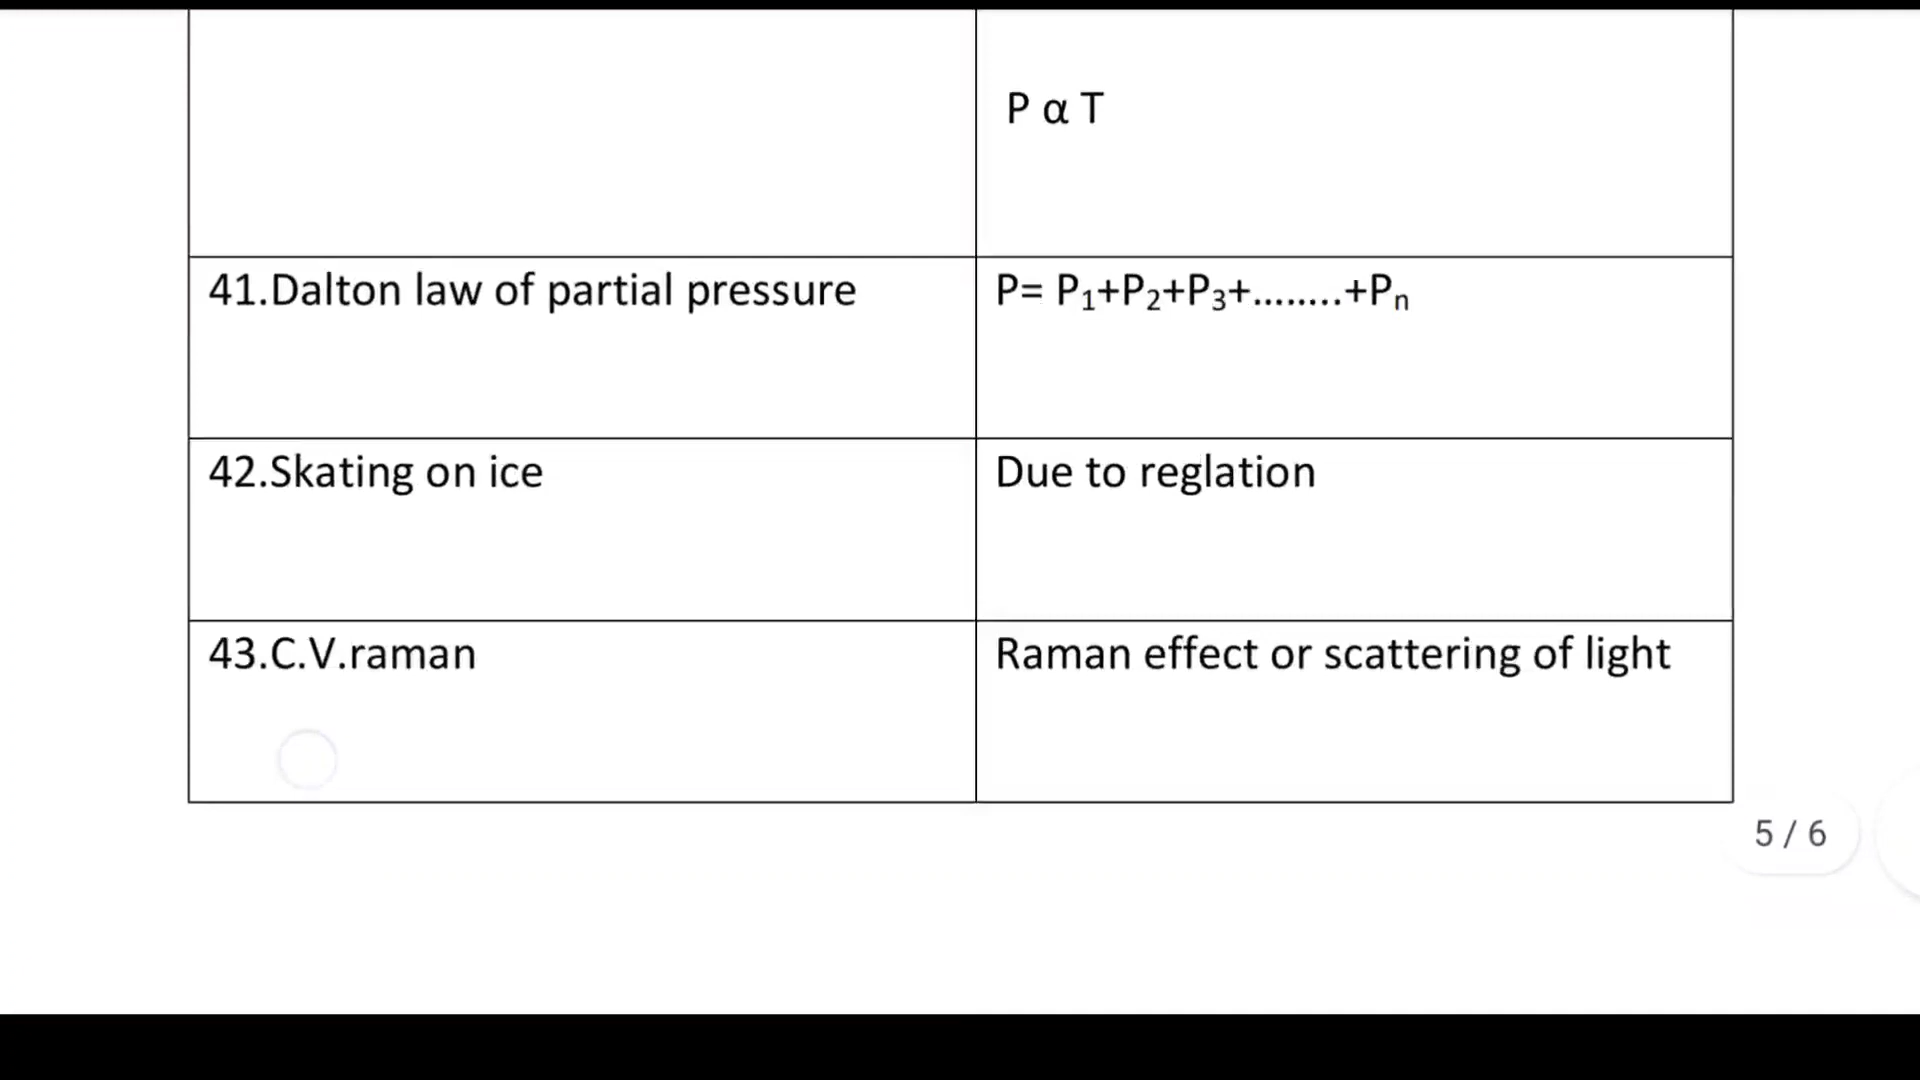 P α T
41.Dalton law of partial pressure
P= P₁+P₂+P₃+........+Pₙ
42.Skating on ice
Due to reglation
43.C.V.raman
Raman effect or scattering of light
5 / 6